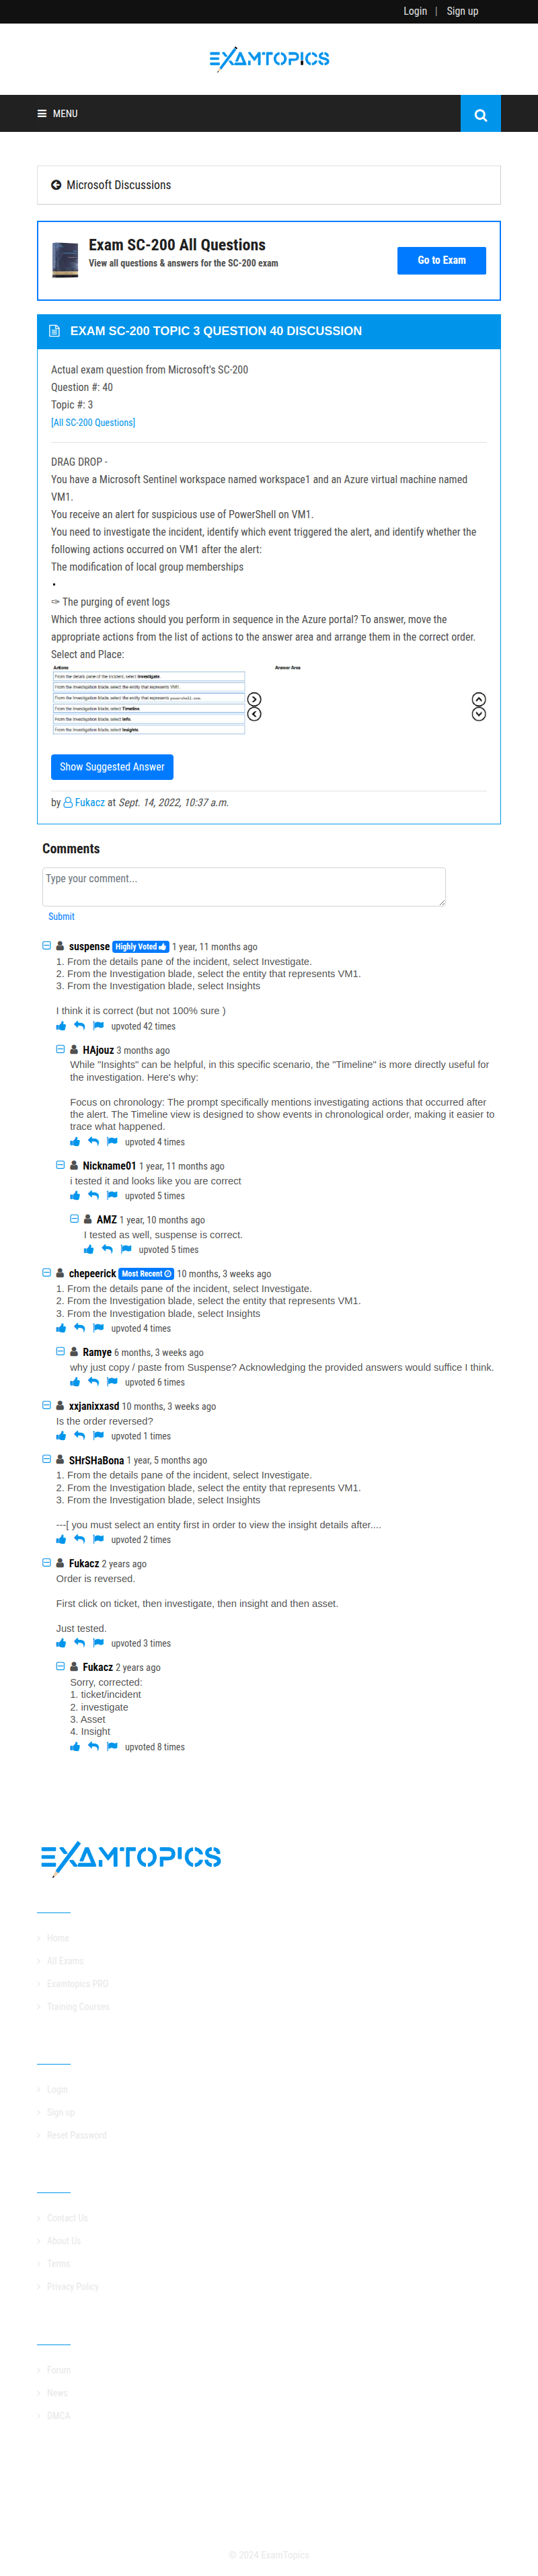 Login | Sign up
EXAMTOPICS
MENU
Microsoft Discussions
Exam SC-200 All Questions
View all questions & answers for the SC-200 exam
Go to Exam
EXAM SC-200 TOPIC 3 QUESTION 40 DISCUSSION
Actual exam question from Microsoft's SC-200
Question #: 40
Topic #: 3
[All SC-200 Questions]
DRAG DROP -
You have a Microsoft Sentinel workspace named workspace1 and an Azure virtual machine named
VM1.
You receive an alert for suspicious use of PowerShell on VM1.
You need to investigate the incident, identify which event triggered the alert, and identify whether the
following actions occurred on VM1 after the alert:
The modification of local group memberships
•
✑ The purging of event logs
Which three actions should you perform in sequence in the Azure portal? To answer, move the
appropriate actions from the list of actions to the answer area and arrange them in the correct order.
Select and Place:
Actions
Answer Area
From the details pane of the incident, select Investigate.
From the Investigation blade, select the entity that represents VM1.
From the Investigation blade, select the entity that represents powershell.exe.
From the Investigation blade, select Timeline.
From the Investigation blade, select Info.
From the Investigation blade, select Insights.
Show Suggested Answer
by Fukacz at Sept. 14, 2022, 10:37 a.m.
Comments
Type your comment...
Submit
suspense Highly Voted 1 year, 11 months ago
1. From the details pane of the incident, select Investigate.
2. From the Investigation blade, select the entity that represents VM1.
3. From the Investigation blade, select Insights
I think it is correct (but not 100% sure )
upvoted 42 times
HAjouz 3 months ago
While "Insights" can be helpful, in this specific scenario, the "Timeline" is more directly useful for
the investigation. Here's why:
Focus on chronology: The prompt specifically mentions investigating actions that occurred after
the alert. The Timeline view is designed to show events in chronological order, making it easier to
trace what happened.
upvoted 4 times
Nickname01 1 year, 11 months ago
i tested it and looks like you are correct
upvoted 5 times
AMZ 1 year, 10 months ago
I tested as well, suspense is correct.
upvoted 5 times
chepeerick Most Recent 10 months, 3 weeks ago
1. From the details pane of the incident, select Investigate.
2. From the Investigation blade, select the entity that represents VM1.
3. From the Investigation blade, select Insights
upvoted 4 times
Ramye 6 months, 3 weeks ago
why just copy / paste from Suspense? Acknowledging the provided answers would suffice I think.
upvoted 6 times
xxjanixxasd 10 months, 3 weeks ago
Is the order reversed?
upvoted 1 times
SHrSHaBona 1 year, 5 months ago
1. From the details pane of the incident, select Investigate.
2. From the Investigation blade, select the entity that represents VM1.
3. From the Investigation blade, select Insights
---[ you must select an entity first in order to view the insight details after....
upvoted 2 times
Fukacz 2 years ago
Order is reversed.
First click on ticket, then investigate, then insight and then asset.
Just tested.
upvoted 3 times
Fukacz 2 years ago
Sorry, corrected:
1. ticket/incident
2. investigate
3. Asset
4. Insight
upvoted 8 times
EXAMTOPICS
Home
All Exams
Examtopics PRO
Training Courses
Login
Sign up
Reset Password
Contact Us
About Us
Terms
Privacy Policy
Forum
News
DMCA
© 2024 ExamTopics